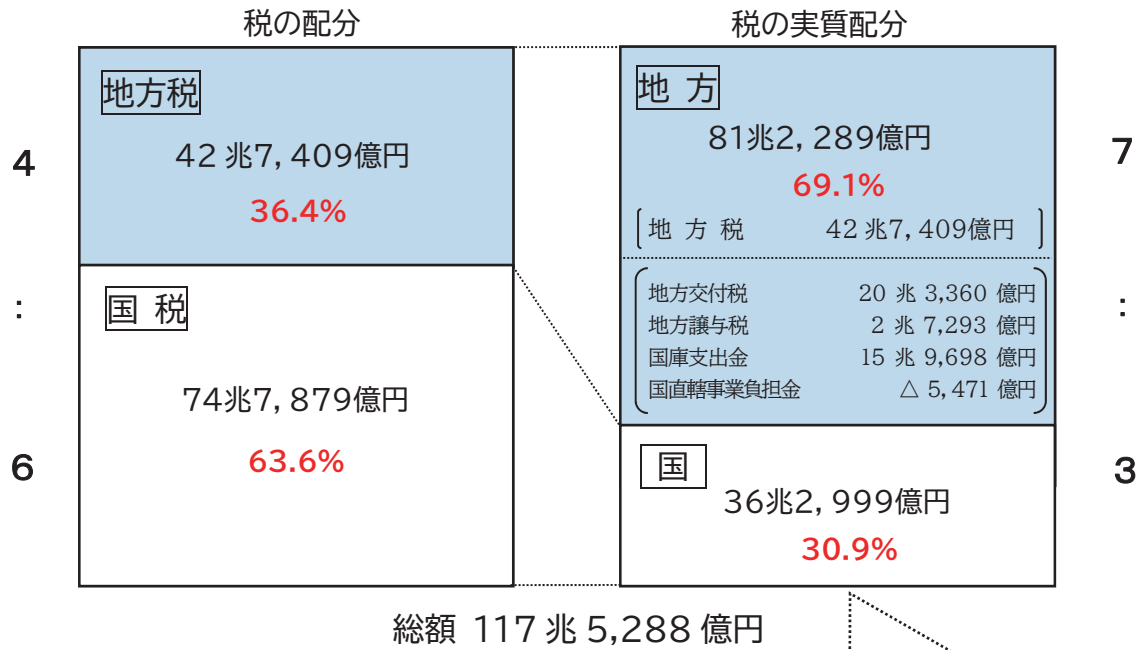 税の配分
地方税
42 兆7, 409億円
36.4%
国 税
74兆7, 879億円
63.6%
4
:
6
税の実質配分
地 方
81兆2, 289億円
69.1%
地 方 税 42 兆7, 409億円
地方交付税 20 兆 3,360 億円
地方譲与税 2 兆 7,293 億円
国庫支出金 15 兆 9,698 億円
国直轄事業負担金 △ 5,471 億円
国
36兆2, 999億円
30.9%
7
:
3
総額 117 兆 5,288 億円